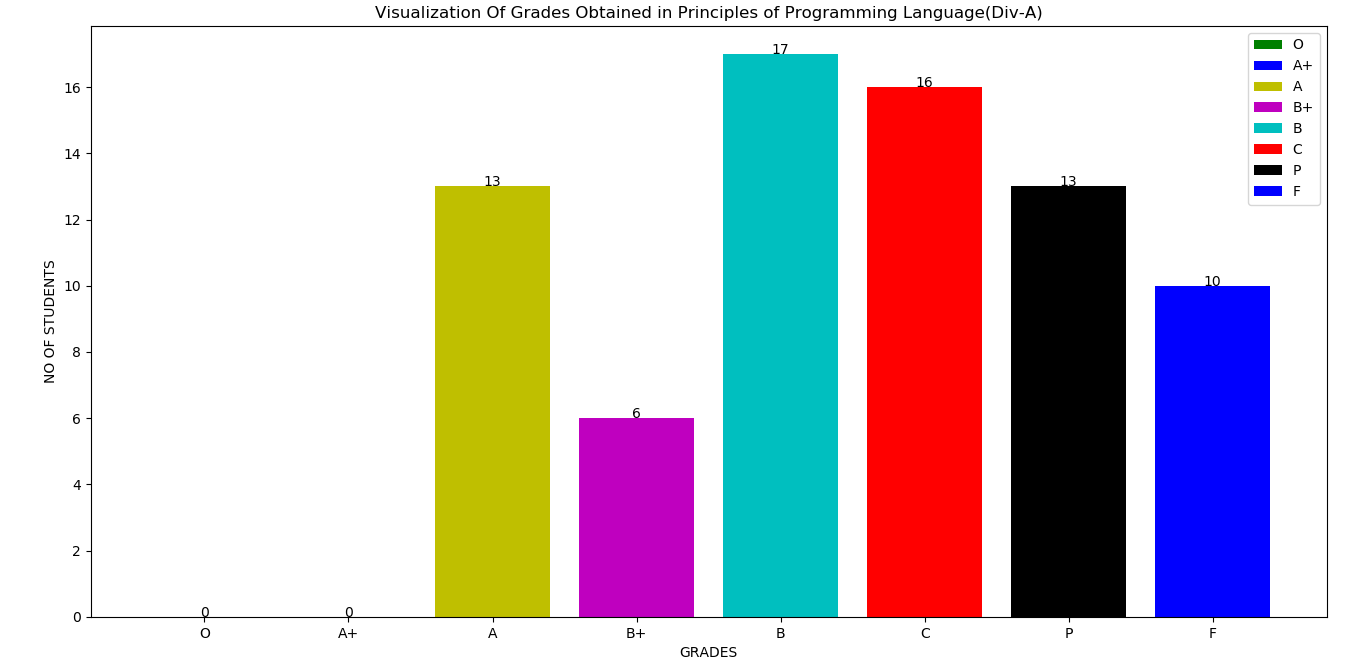 Visualization Of Grades Obtained in Principles of Programming Language(Div-A)
NO OF STUDENTS
16
14
12
10
8
6
4
2
0
0
0
13
6
17
16
13
10
O
A+
A
B+
B
C
P
F
GRADES
O
A+
A
B+
B
C
P
F